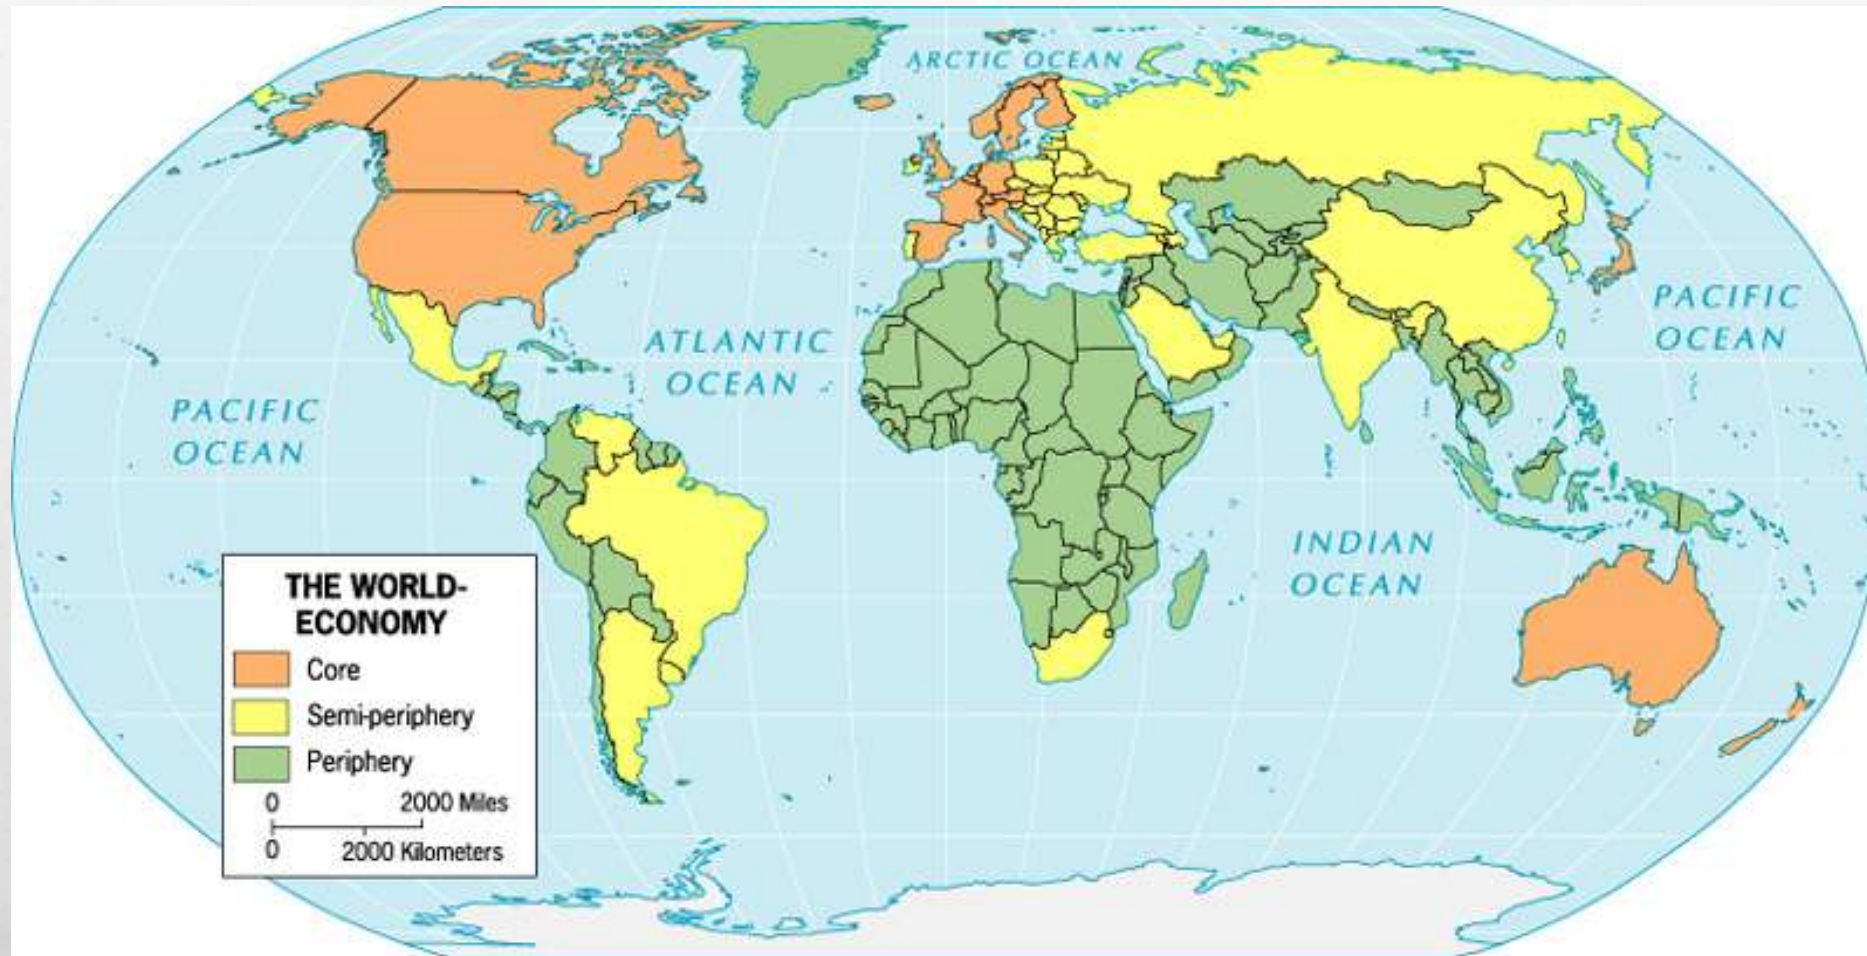 ARCTIC OCEAN
ATLANTIC
OCEAN
PACIFIC
OCEAN
PACIFIC
OCEAN
INDIAN
OCEAN
THE WORLD-
ECONOMY
Core
Semi-periphery
Periphery
0 2000 Miles
0 2000 Kilometers